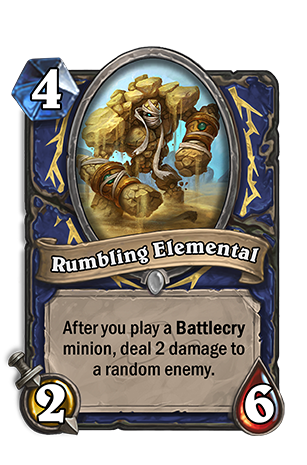 4
Rumbling Elemental
After you play a Battlecry
minion, deal 2 damage to
a random enemy.
2
6